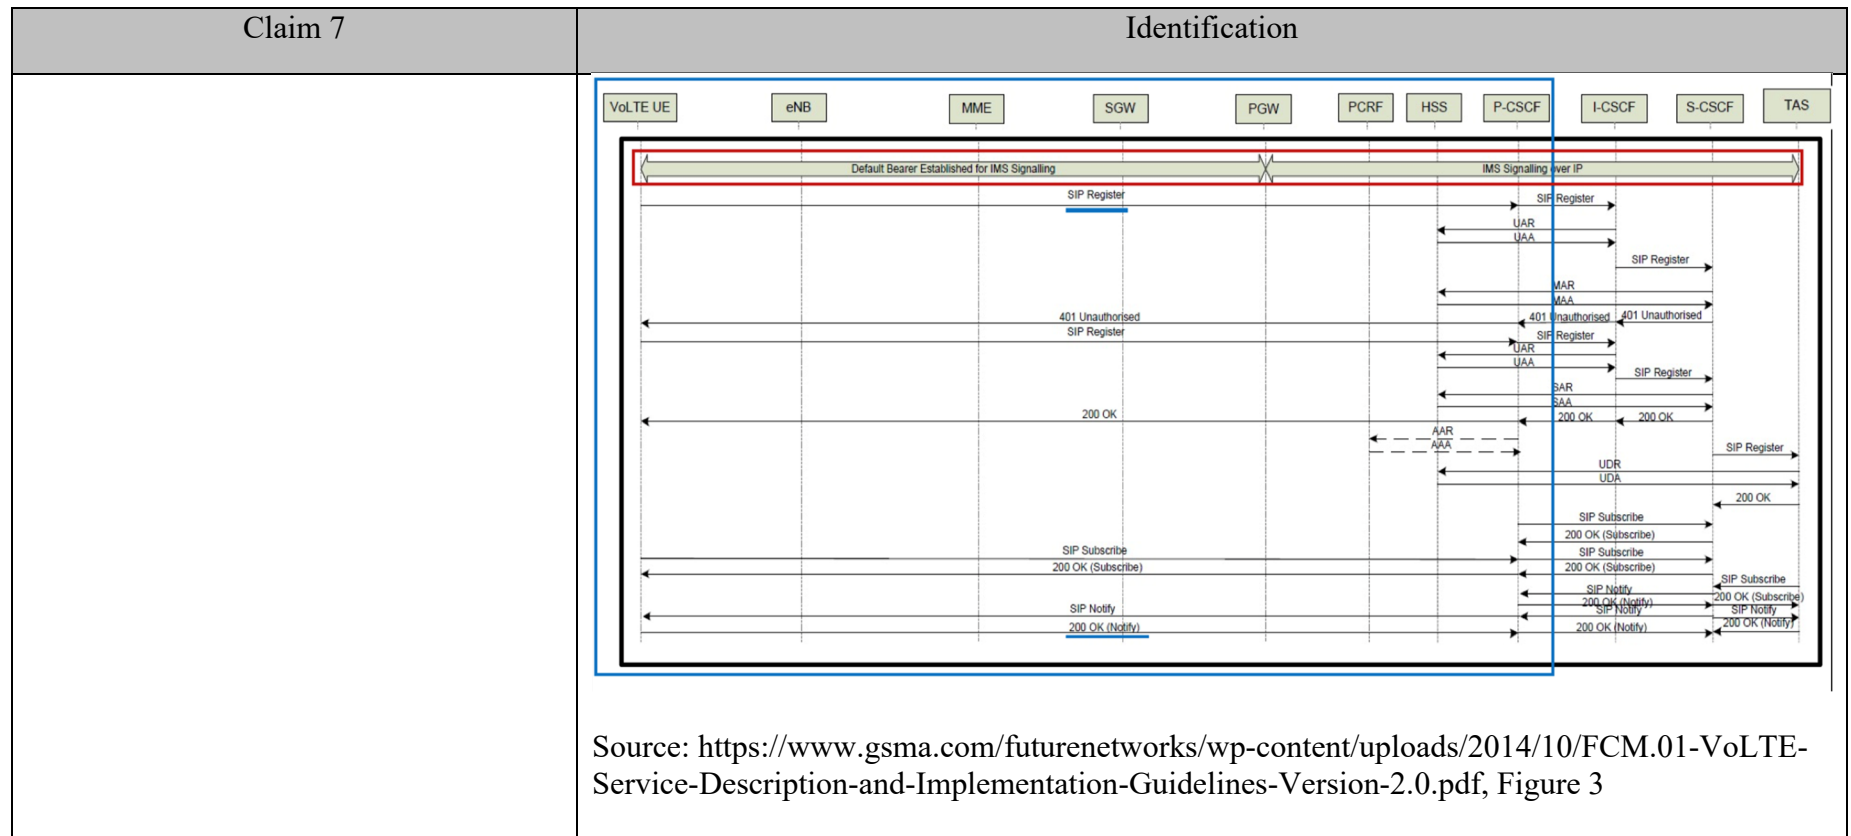 Claim 7 Identification
VoLTE UE eNB MME SGW PGW PCRF HSS P-CSCF I-CSCF S-CSCF TAS
Default Bearer Established for IMS Signalling IMS Signalling over IP
SIP Register SIP Register
UAR
UAA
SIP Register
MAR
MAA
401 Unauthorised 401 Unauthorised 401 Unauthorised
SIP Register SIP Register
UAR
UAA
SIP Register
SAR
SAA
200 OK 200 OK 200 OK
AAR
AAA SIP Register
UDR
UDA
200 OK
SIP Subscribe
200 OK (Subscribe)
SIP Subscribe SIP Subscribe
200 OK (Subscribe) 200 OK (Subscribe)
SIP Subscribe
SIP Notify 200 OK (Subscribe)
200 OK (Notify)
SIP Notify SIP Notify SIP Notify
200 OK (Notify) 200 OK (Notify) 200 OK (Notify)
Source: https://www.gsma.com/futurenetworks/wp-content/uploads/2014/10/FCM.01-VoLTE-
Service-Description-and-Implementation-Guidelines-Version-2.0.pdf, Figure 3